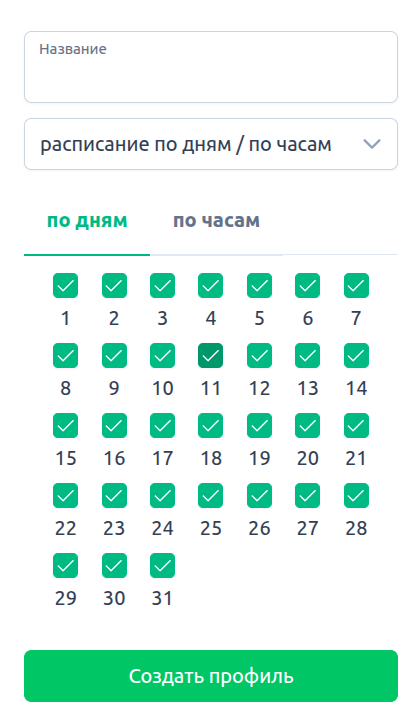 Название
расписание по дням / по часам
по дням по часам
1 2 3 4 5 6 7
8 9 10 11 12 13 14
15 16 17 18 19 20 21
22 23 24 25 26 27 28
29 30 31
Создать профиль